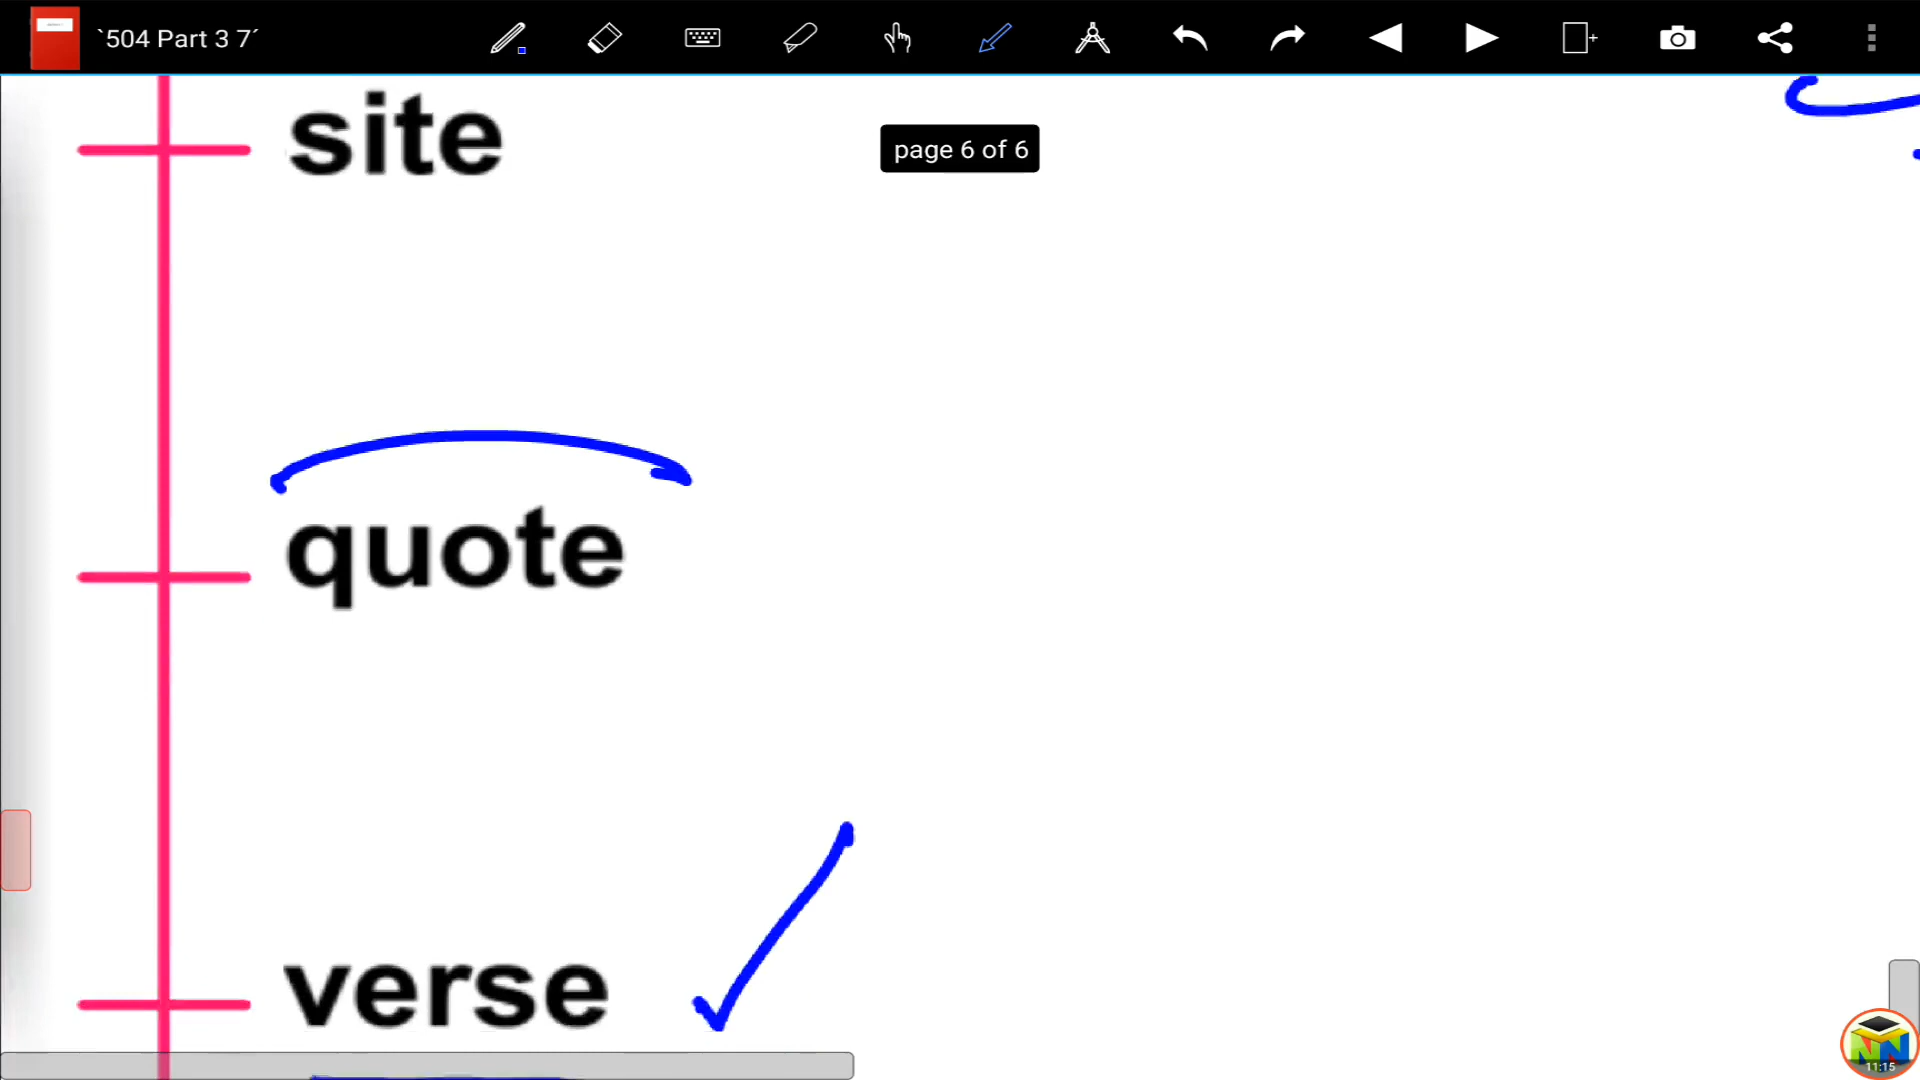 `504 Part 3 7´
site
page 6 of 6
quote
verse
11:15